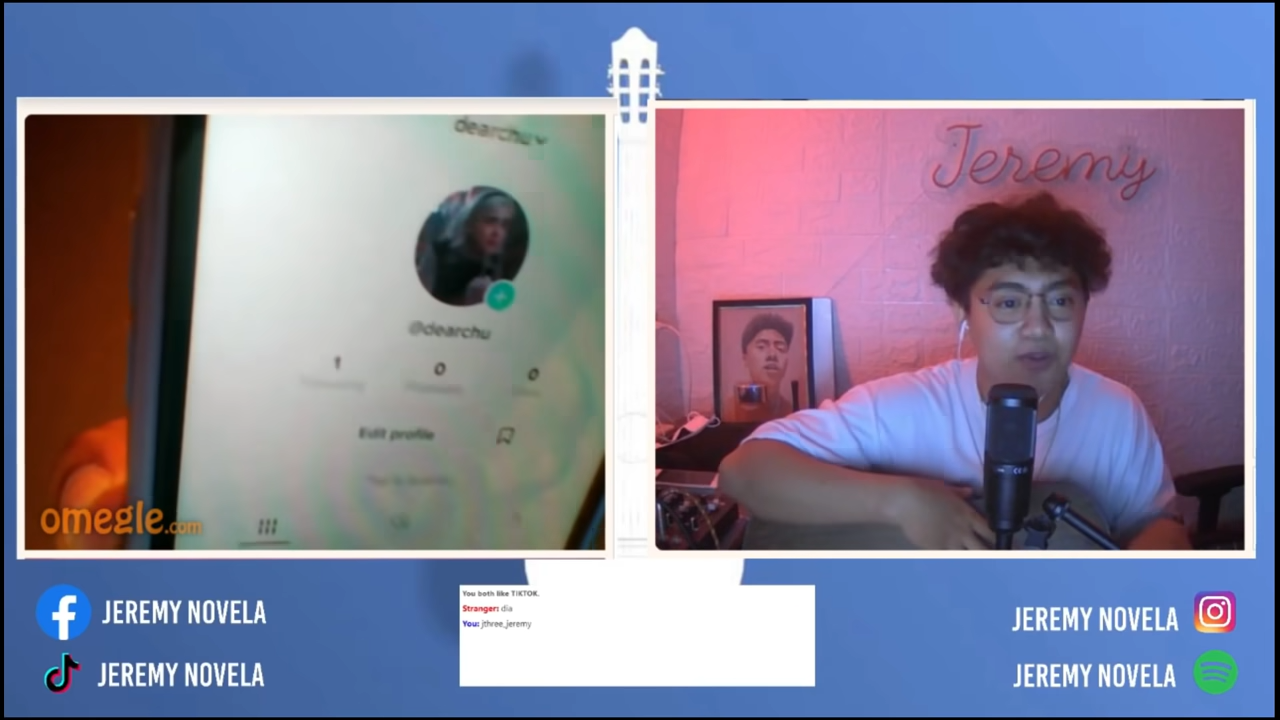 dearchu
@dearchu
1
0
0
Edit profile
omegle.com
Jeremy
You both like TIKTOK.
Stranger: dia
You: jthree_jeremy
JEREMY NOVELA
JEREMY NOVELA
JEREMY NOVELA
JEREMY NOVELA